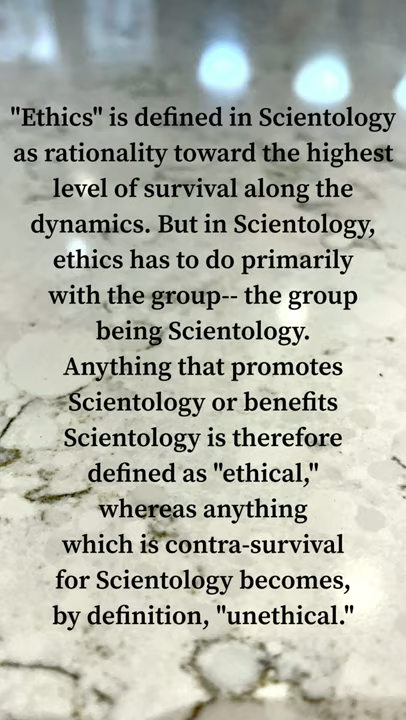 "Ethics" is defined in Scientology
as rationality toward the highest
level of survival along the
dynamics. But in Scientology,
ethics has to do primarily
with the group-- the group
being Scientology.
Anything that promotes
Scientology or benefits
Scientology is therefore
defined as "ethical,"
whereas anything
which is contra-survival
for Scientology becomes,
by definition, "unethical."